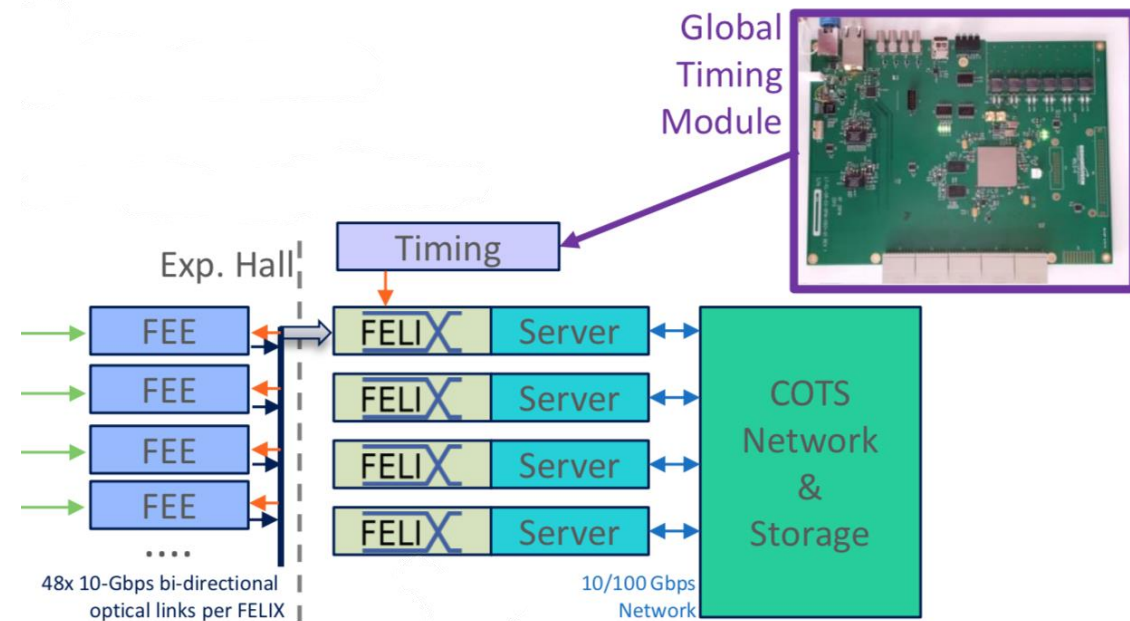 Global
Timing
Module
Timing
Exp. Hall
FEE
FELIX
Server
FEE
FELIX
Server
FEE
FELIX
Server
FEE
FELIX
Server
COTS
Network
&
Storage
....
48x 10-Gbps bi-directional
optical links per FELIX
10/100 Gbps
Network